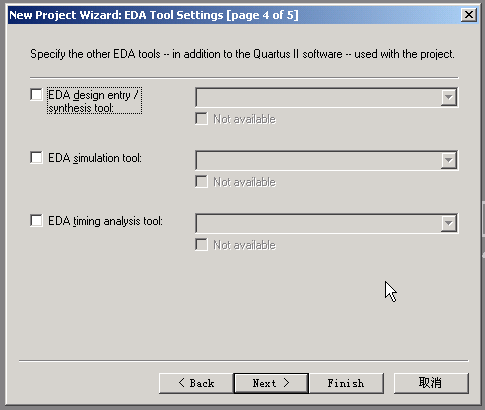 New Project Wizard: EDA Tool Settings [page 4 of 5]
Specify the other EDA tools -- in addition to the Quartus II software -- used with the project.
EDA design entry /
synthesis tool:
Not available
EDA simulation tool:
Not available
EDA timing analysis tool:
Not available
< Back
Next >
Finish
取消